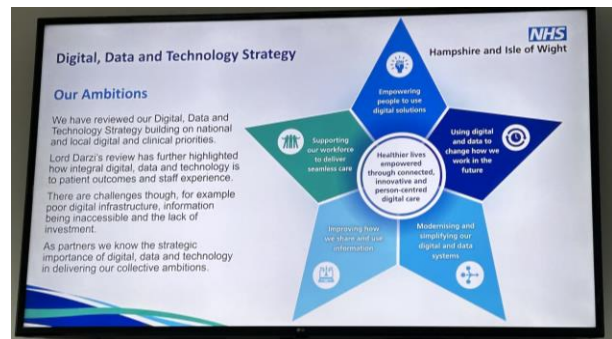 Digital, Data and Technology Strategy
NHS
Hampshire and Isle of Wight
Our Ambitions
We have reviewed our Digital, Data and
Technology Strategy building on national
and local digital and clinical priorities.
Lord Darzi's review has further highlighted
how integral digital, data and technology is
to patient outcomes and staff experience.
There are challenges though, for example
poor digital infrastructure, information
being inaccessible and the lack of
investment.
As partners we know the strategic
importance of digital, data and technology
in delivering our collective ambitions.
Empowering
people to use
digital solutions
Supporting
our workforce
to deliver
seamless care
Using digital
and data to
change how we
work in the
future
Healthier lives
empowered
through connected,
innovative and
person-centred
digital care
Improving how
we share and use
information
Modernising and
simplifying our
digital and data
systems
LG